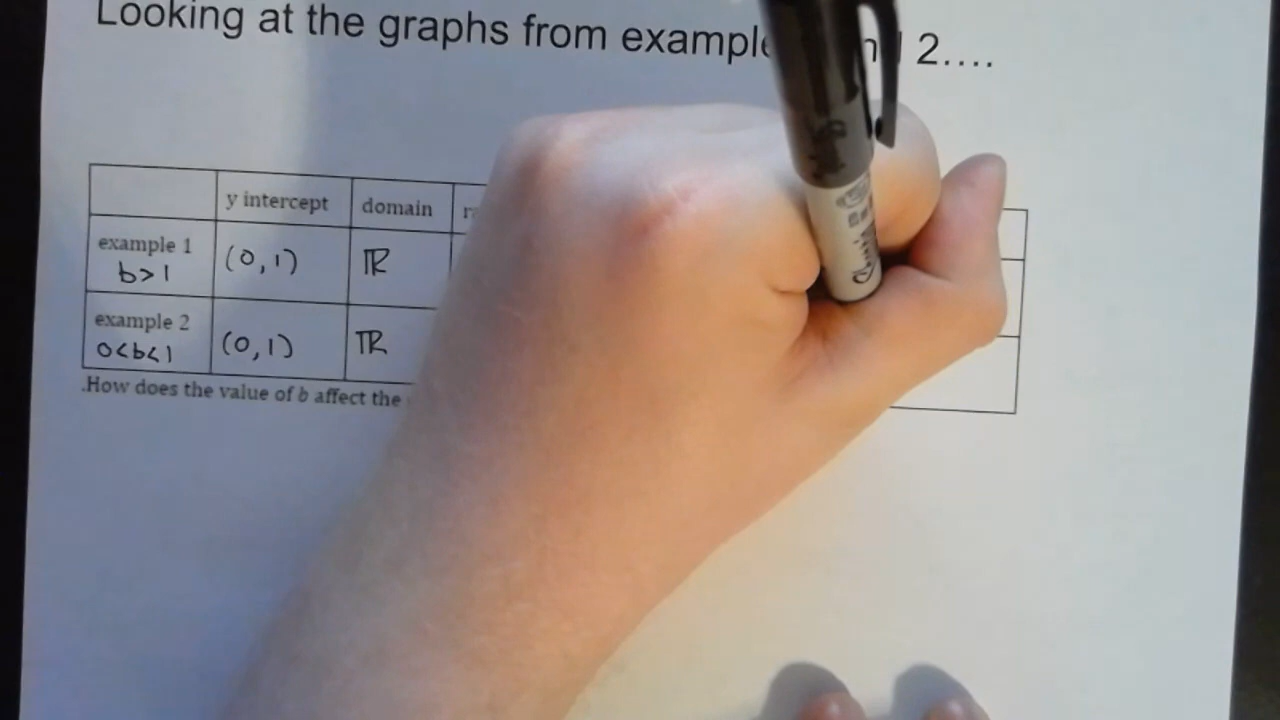 Looking at the graphs from 2....
y intercept domain
example 1 (0,1) ℝ
b>1
example 2 (0,1) ℝ
0<b<1
.How does the value of b affect the